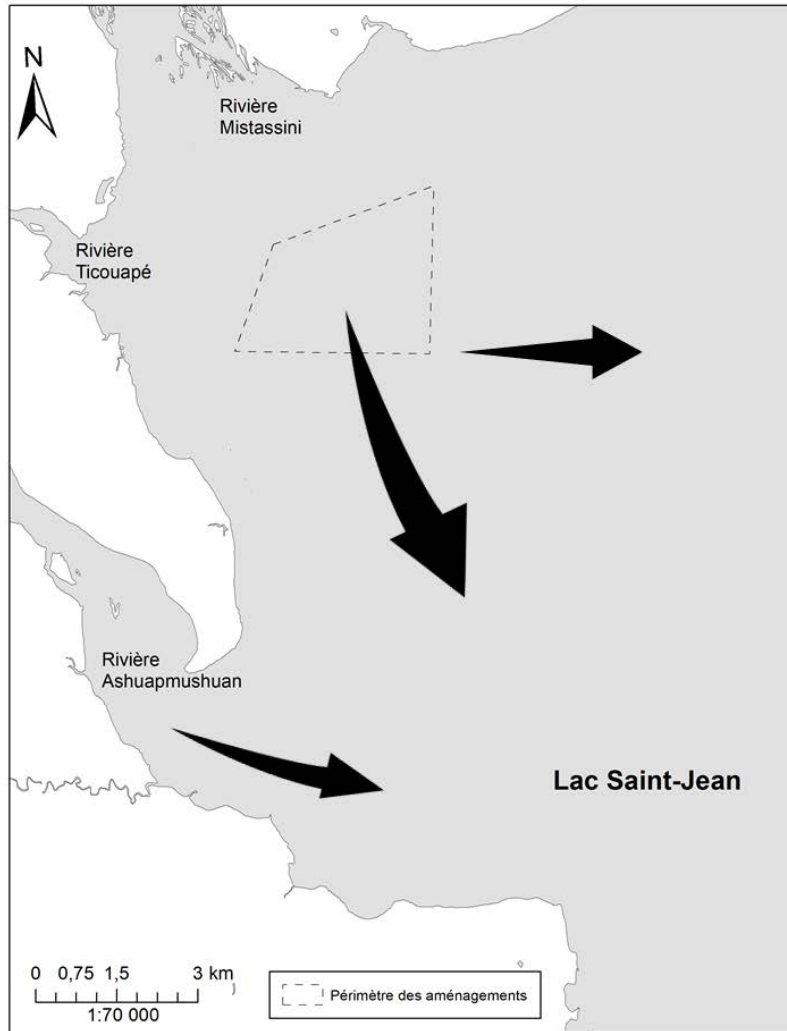 N
Rivière
Mistassini
Rivière
Ticouapé
Rivière
Ashuapmushuan
Lac Saint-Jean
0 0,75 1,5 3 km
1:70 000
Périmètre des aménagements